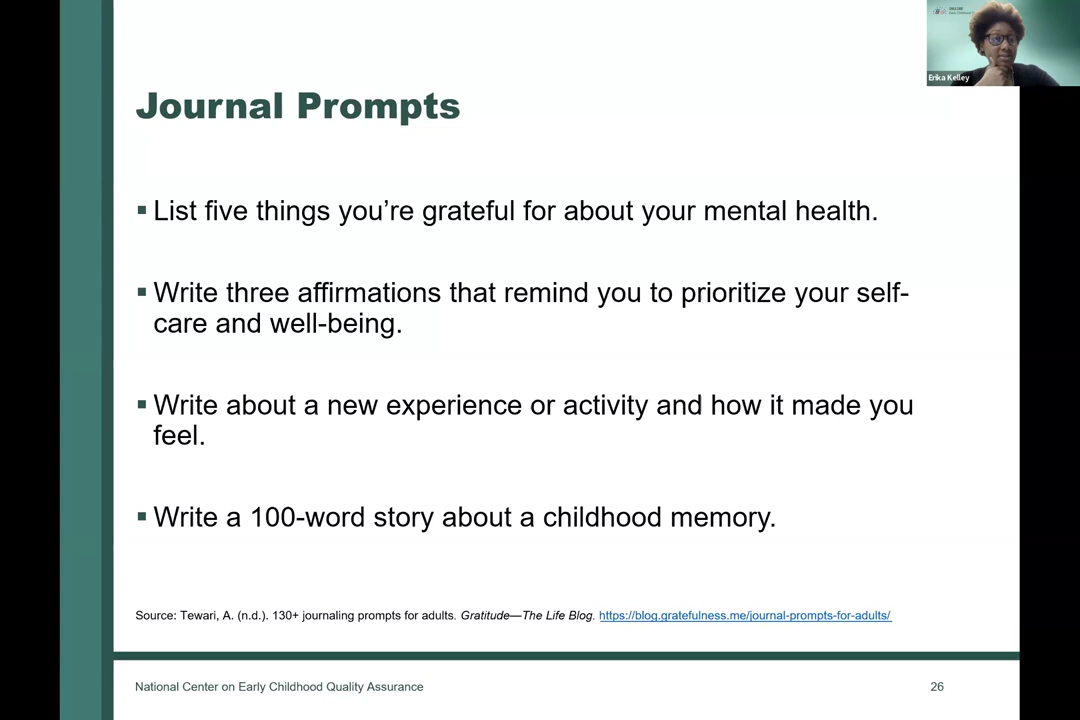 Erika Kelley
Journal Prompts
▪ List five things you’re grateful for about your mental health.
▪ Write three affirmations that remind you to prioritize your self-
care and well-being.
▪ Write about a new experience or activity and how it made you
feel.
▪ Write a 100-word story about a childhood memory.
Source: Tewari, A. (n.d.). 130+ journaling prompts for adults. Gratitude—The Life Blog. https://blog.gratefulness.me/journal-prompts-for-adults/
National Center on Early Childhood Quality Assurance
26